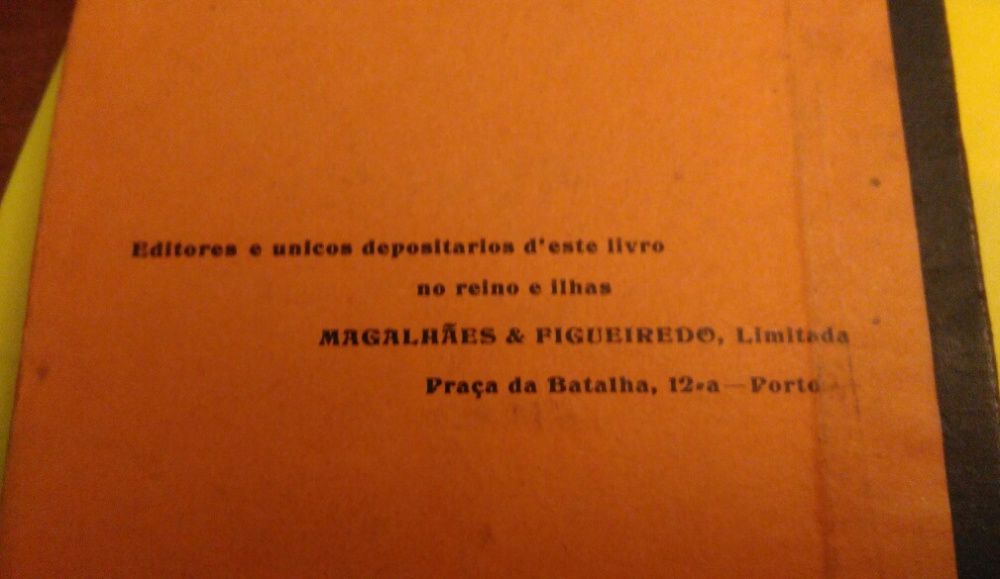 Editores e unicos depositarios d'este livro
no reino e ilhas
MAGALHÃES & FIGUEIREDO, Limitada
Praça da Batalha, 12-a — Porto